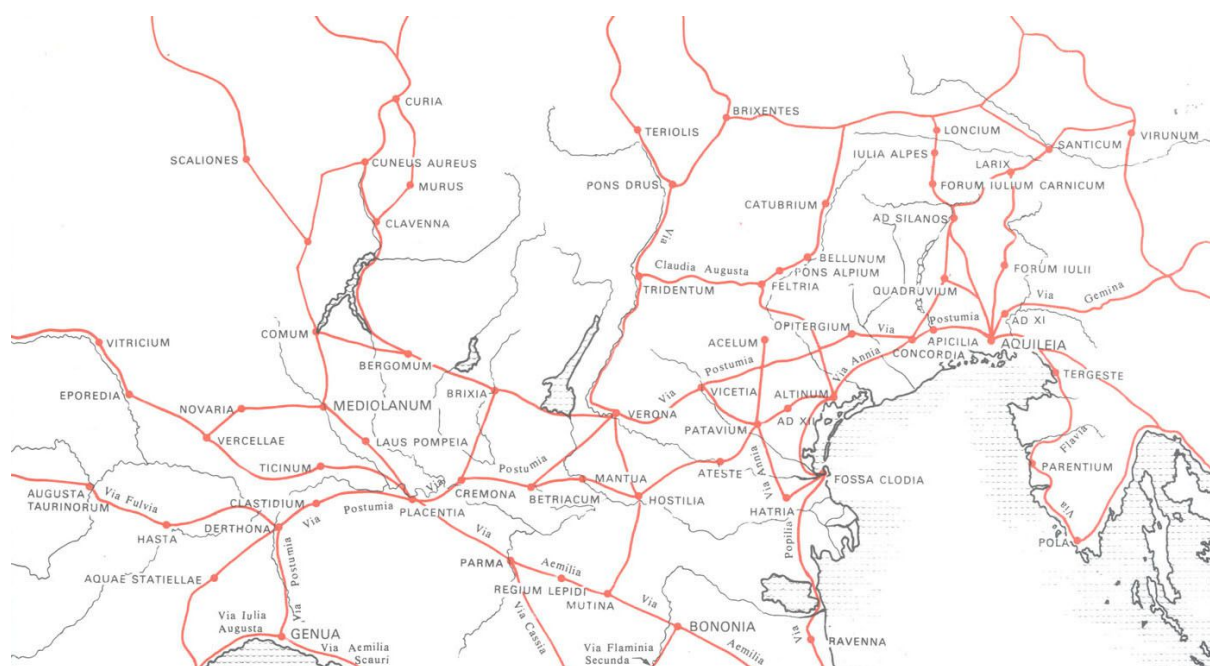 CURIA
TERIOLIS
BRIXENTES
LONCIUM
SANTICUM
VIRUNUM
SCALIONES
CUNEUS AUREUS
IULIA ALPES
LARIX
MURUS
PONS DRUS
FORUM IULIUM CARNICUM
CLAVENNA
CATUBRIUM
AD SILANOS
Via
Claudia Augusta
BELLUNUM
PONS ALPIUM
FELTRIA
TRIDENTUM
QUADRUVIUM
FORUM IULII
Via
Gemina
AD XI
VITRICIUM
COMUM
BERGOMUM
OPITERGIUM
Via
Postumia
APICILIA
CONCORDIA
AQUILEJA
ACELUM
Via Annia
TERGESTE
EPOREDIA
NOVARIA
MEDIOLANUM
BRIXIA
VERONA
Via
Postumia
VICETIA
ALTINUM
AD XII
PATAVIUM
VERCELLAE
LAUS POMPEIA
TICINUM
Postumia
Via
CREMONA
BETRIACUM
MANTUA
HOSTILIA
ATESTE
Via Annia
FOSSA CLODIA
HATRIA
Flavia
PARENTIUM
Via
POLA
AUGUSTA
TAURINORUM
Via Fulvia
HASTA
CLASTIDIUM
DERTHONA
Via
Postumia
PLACENTIA
Via
Aemilia
PARMA
REGIUM LEPIDI
MUTINA
Via
Popilia
Via
AQUAE STATIELLAE
Via
Postumia
Via Iulia
Augusta
GENUA
Via Aemilia
Scauri
Via Cassia
BONONIA
Via Flaminia
Secunda
Aemilia
RAVENNA